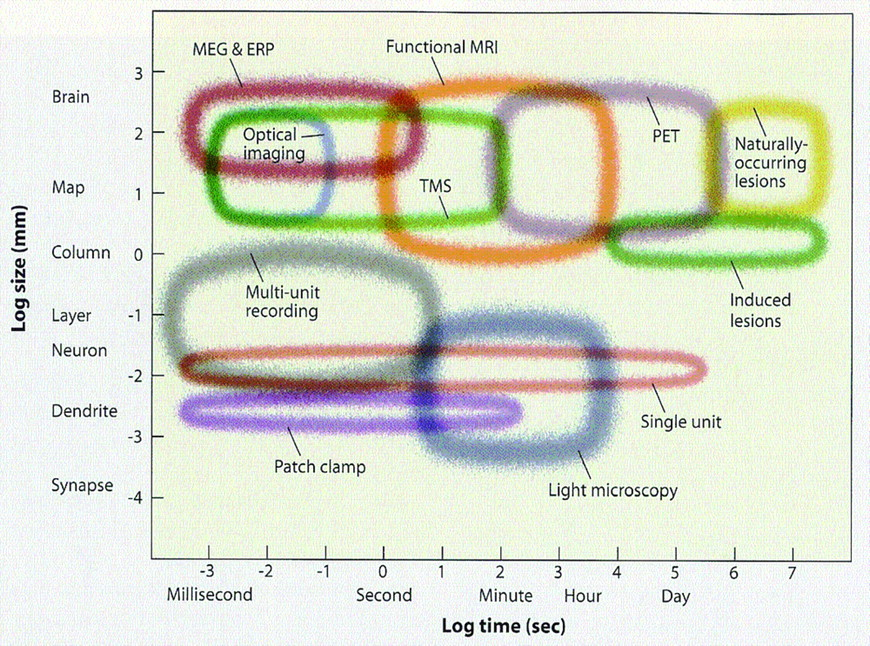 MEG & ERP
Functional MRI
Optical
imaging
TMS
PET
Naturally-
occurring
lesions
Multi-unit
recording
Induced
lesions
Single unit
Patch clamp
Light microscopy
Log size (mm)
Brain
Map
Column
Layer
Neuron
Dendrite
Synapse
3
2
1
0
-1
-2
-3
-4
-3 -2 -1 0 1 2 3 4 5 6 7
Millisecond Second Minute Hour Day
Log time (sec)